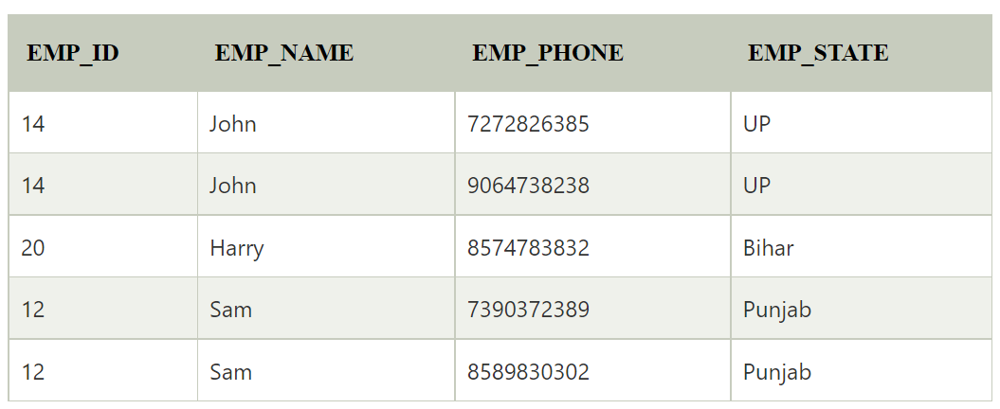 EMP_ID EMP_NAME EMP_PHONE EMP_STATE
14 John 7272826385 UP
14 John 9064738238 UP
20 Harry 8574783832 Bihar
12 Sam 7390372389 Punjab
12 Sam 8589830302 Punjab